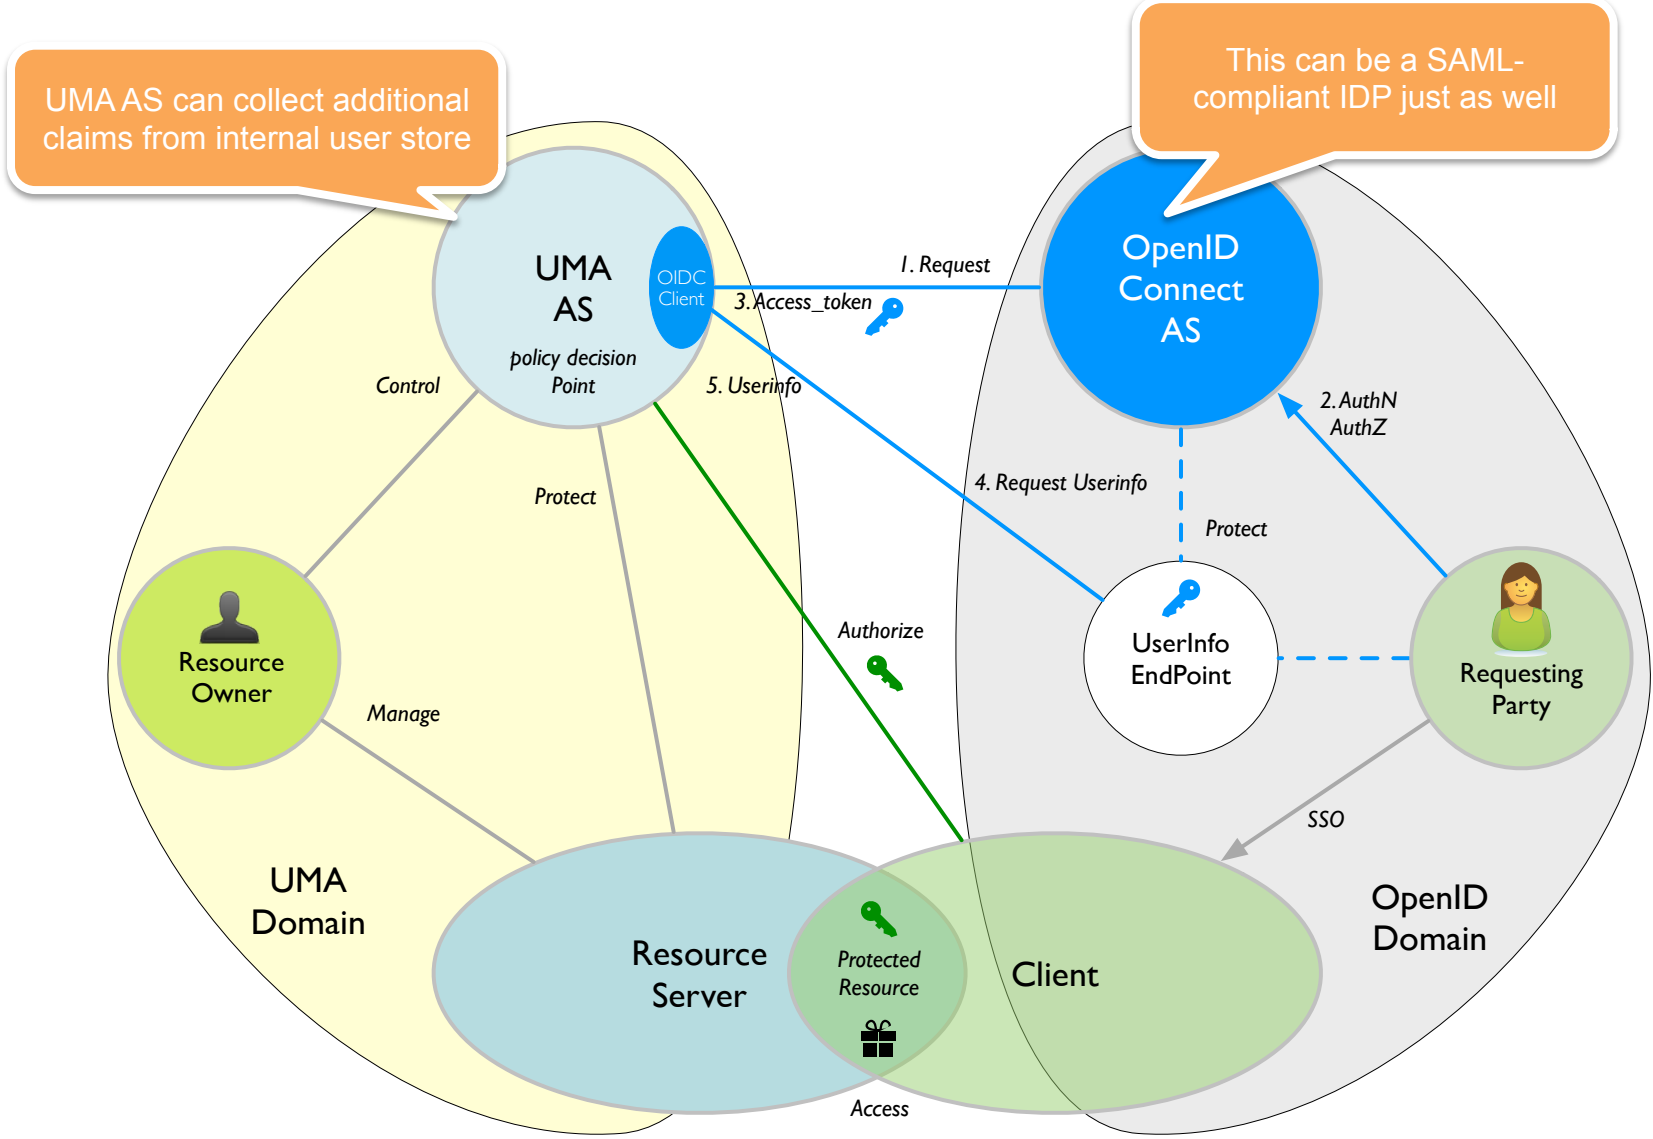 This can be a SAML-
compliant IDP just as well
UMA AS can collect additional
claims from internal user store
UMA
AS
policy decision
Point
OIDC
Client
1. Request
3. Access_token
OpenID
Connect
AS
Control
5. Userinfo
2. AuthN
AuthZ
Protect
4. Request Userinfo
Protect
Resource
Owner
Authorize
UserInfo
EndPoint
Requesting
Party
Manage
SSO
UMA
Domain
OpenID
Domain
Resource
Server
Protected
Resource
Client
Access